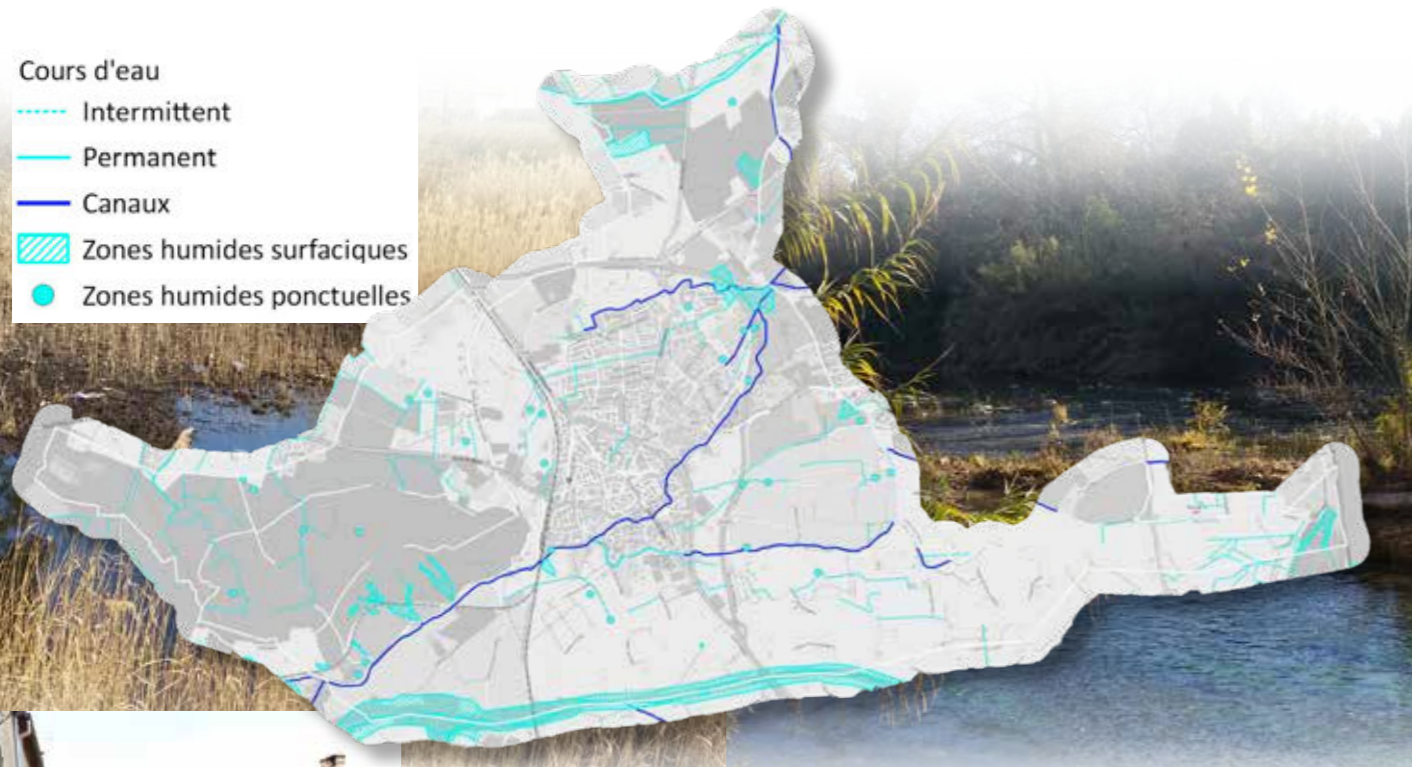 Cours d'eau
Intermittent
Permanent
Canaux
Zones humides surfaciques
Zones humides ponctuelles